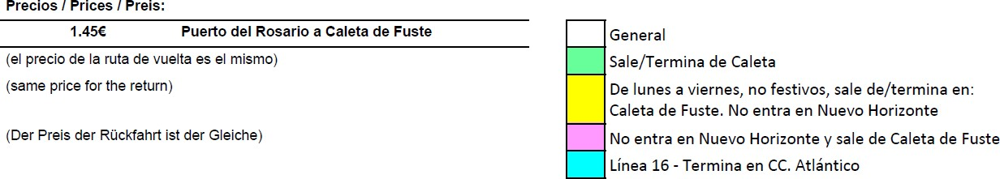 Precios / Prices / Preis:
1.45€ Puerto del Rosario a Caleta de Fuste
(el precio de la ruta de vuelta es el mismo)
(same price for the return)
(Der Preis der Rückfahrt ist der Gleiche)
General
Sale/Termina de Caleta
De lunes a viernes, no festivos, sale de/termina en:
Caleta de Fuste. No entra en Nuevo Horizonte
No entra en Nuevo Horizonte y sale de Caleta de Fuste
Línea 16 - Termina en CC. Atlántico